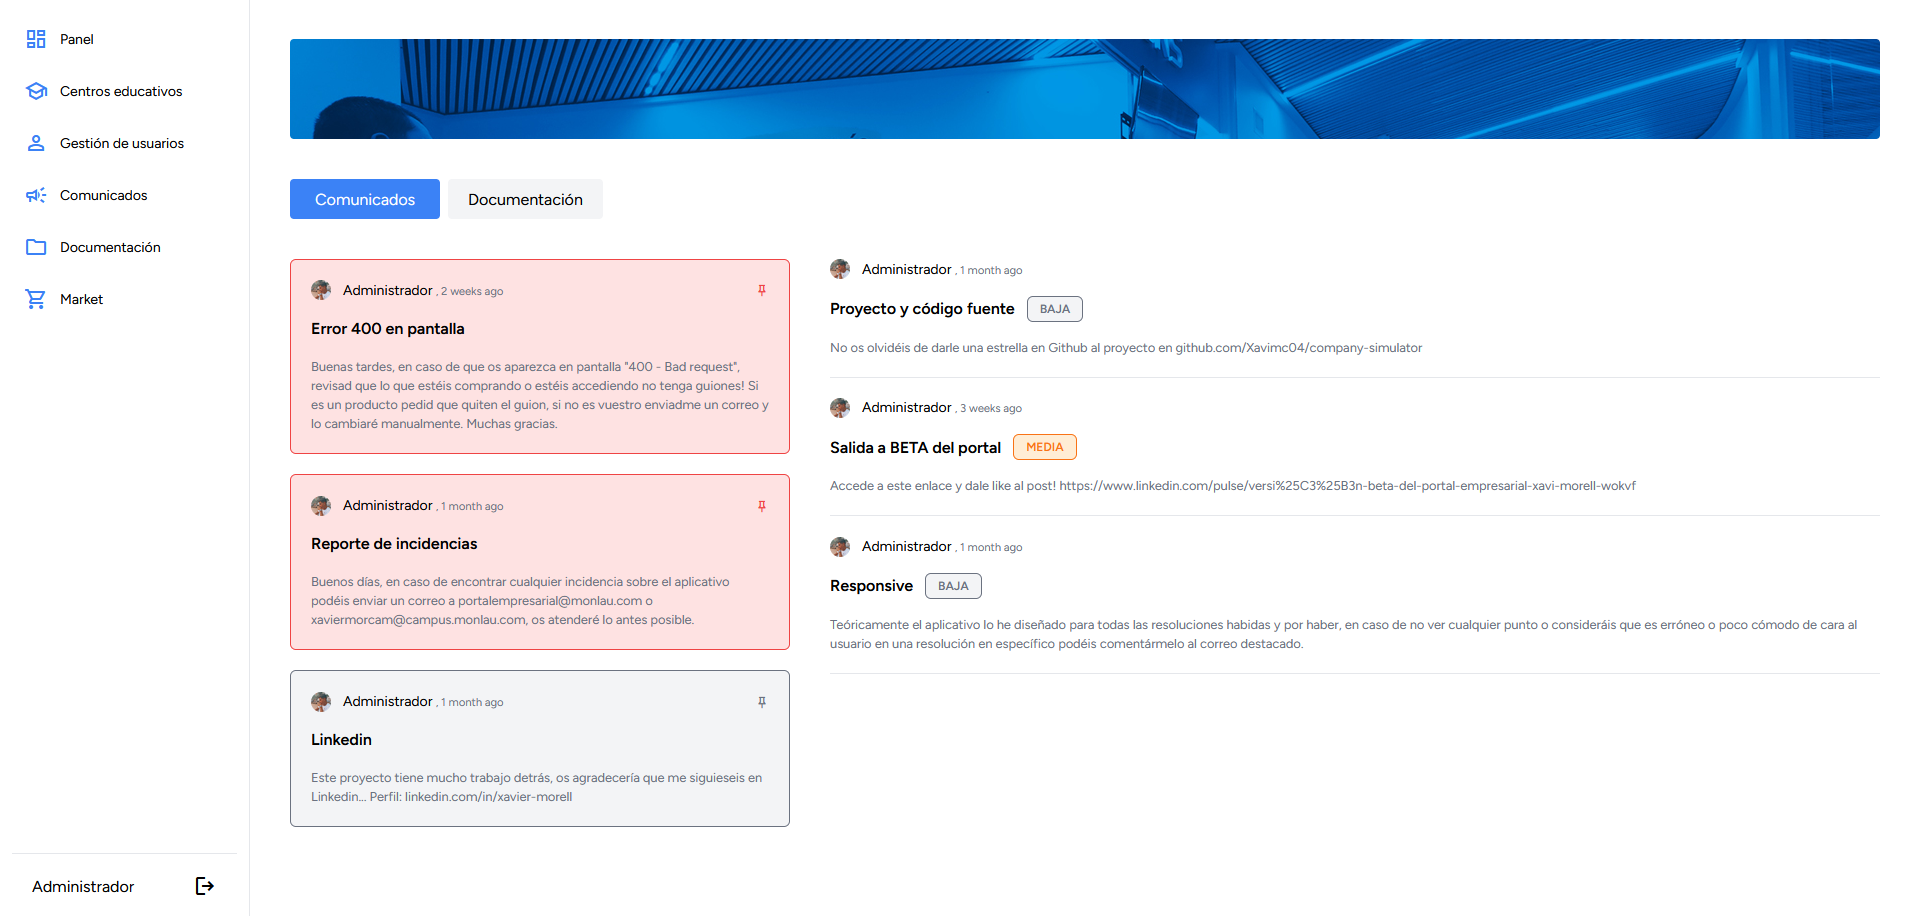 Panel
Centros educativos
Gestión de usuarios
Comunicados
Documentación
Market
Administrador
Comunicados
Documentación
Administrador , 2 weeks ago
Error 400 en pantalla
Buenas tardes, en caso de que os aparezca en pantalla "400 - Bad request",
revisad que lo que estéis comprando o estéis accediendo no tenga guiones! Si
es un producto pedid que quiten el guion, si no es vuestro enviadme un correo y
lo cambiaré manualmente. Muchas gracias.
Administrador , 1 month ago
Reporte de incidencias
Buenos días, en caso de encontrar cualquier incidencia sobre el aplicativo
podéis enviar un correo a portalempresarial@monlau.com o
xaviermorcam@campus.monlau.com, os atenderé lo antes posible.
Administrador , 1 month ago
Linkedin
Este proyecto tiene mucho trabajo detrás, os agradecería que me siguieseis en
Linkedin... Perfil: linkedin.com/in/xavier-morell
Administrador , 1 month ago
Proyecto y código fuente BAJA
No os olvidéis de darle una estrella en Github al proyecto en github.com/Xavimc04/company-simulator
Administrador , 3 weeks ago
Salida a BETA del portal MEDIA
Accede a este enlace y dale like al post! https://www.linkedin.com/pulse/versi%25C3%25B3n-beta-del-portal-empresarial-xavi-morell-wokvf
Administrador , 1 month ago
Responsive BAJA
Teóricamente el aplicativo lo he diseñado para todas las resoluciones habidas y por haber, en caso de no ver cualquier punto o consideráis que es erróneo o poco cómodo de cara al
usuario en una resolución en específico podéis comentármelo al correo destacado.